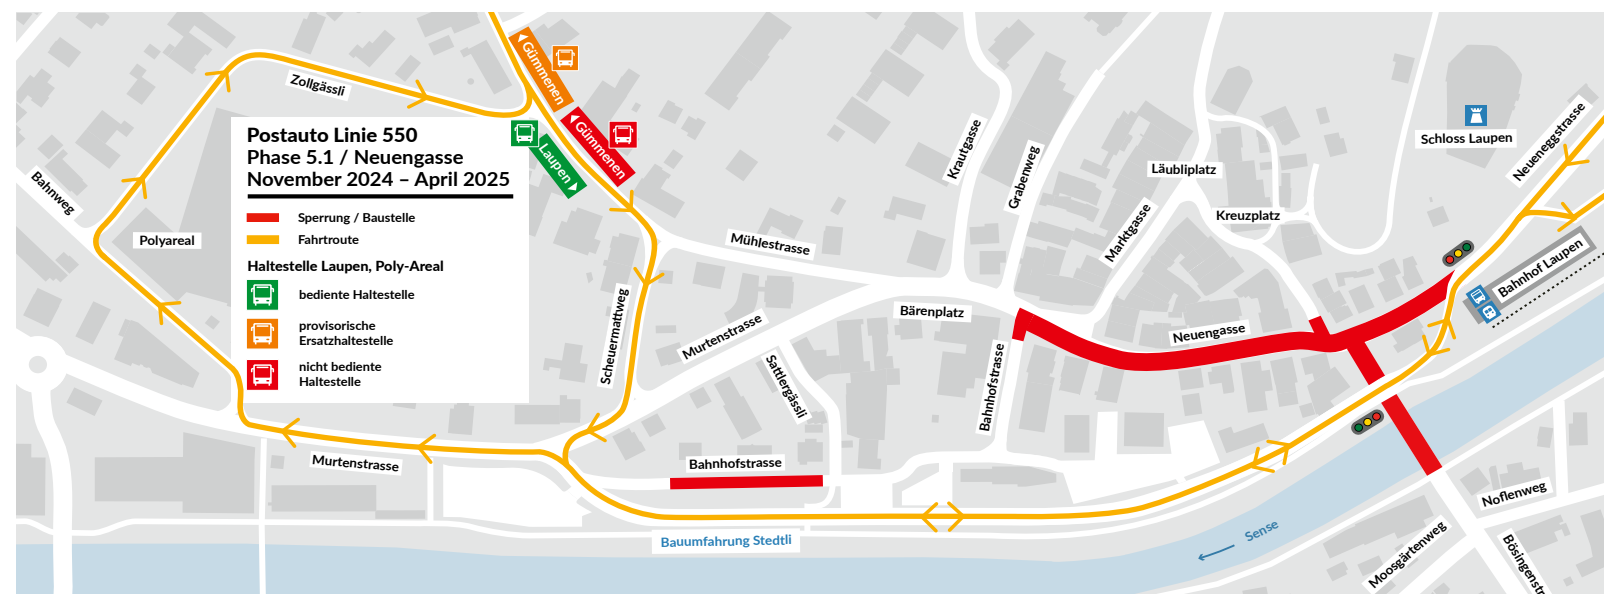 Postauto Linie 550
Phase 5.1 / Neuengasse
November 2024 – April 2025
Sperrung / Baustelle
Fahrtroute
Haltestelle Laupen, Poly-Areal
bediente Haltestelle
provisorische
Ersatzhaltestelle
nicht bediente
Haltestelle
Zollgässli
Bahnweg
Polyareal
Gümmenen
Gümmenen
Laupen
Mühlestrasse
Scheuermattweg
Murtenstrasse
Murtenstrasse
Sattlergässli
Bahnhofstrasse
Bahnhofstrasse
Bärenplatz
Krautgasse
Grabenweg
Marktgasse
Läubliplatz
Kreuzplatz
Neuengasse
Schloss Laupen
Neueneggstrasse
Bahnhof Laupen
Bauumfahrung Stedtli
Sense
Noflenweg
Moosgärtenweg
Bösingenstr